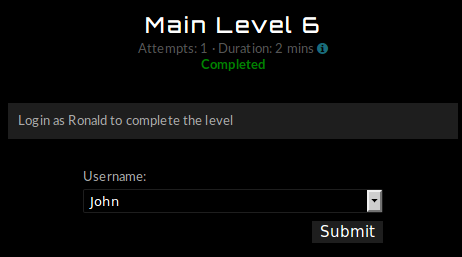 Main Level 6
Attempts: 1 · Duration: 2 mins
Completed
Login as Ronald to complete the level
Username:
John
Submit